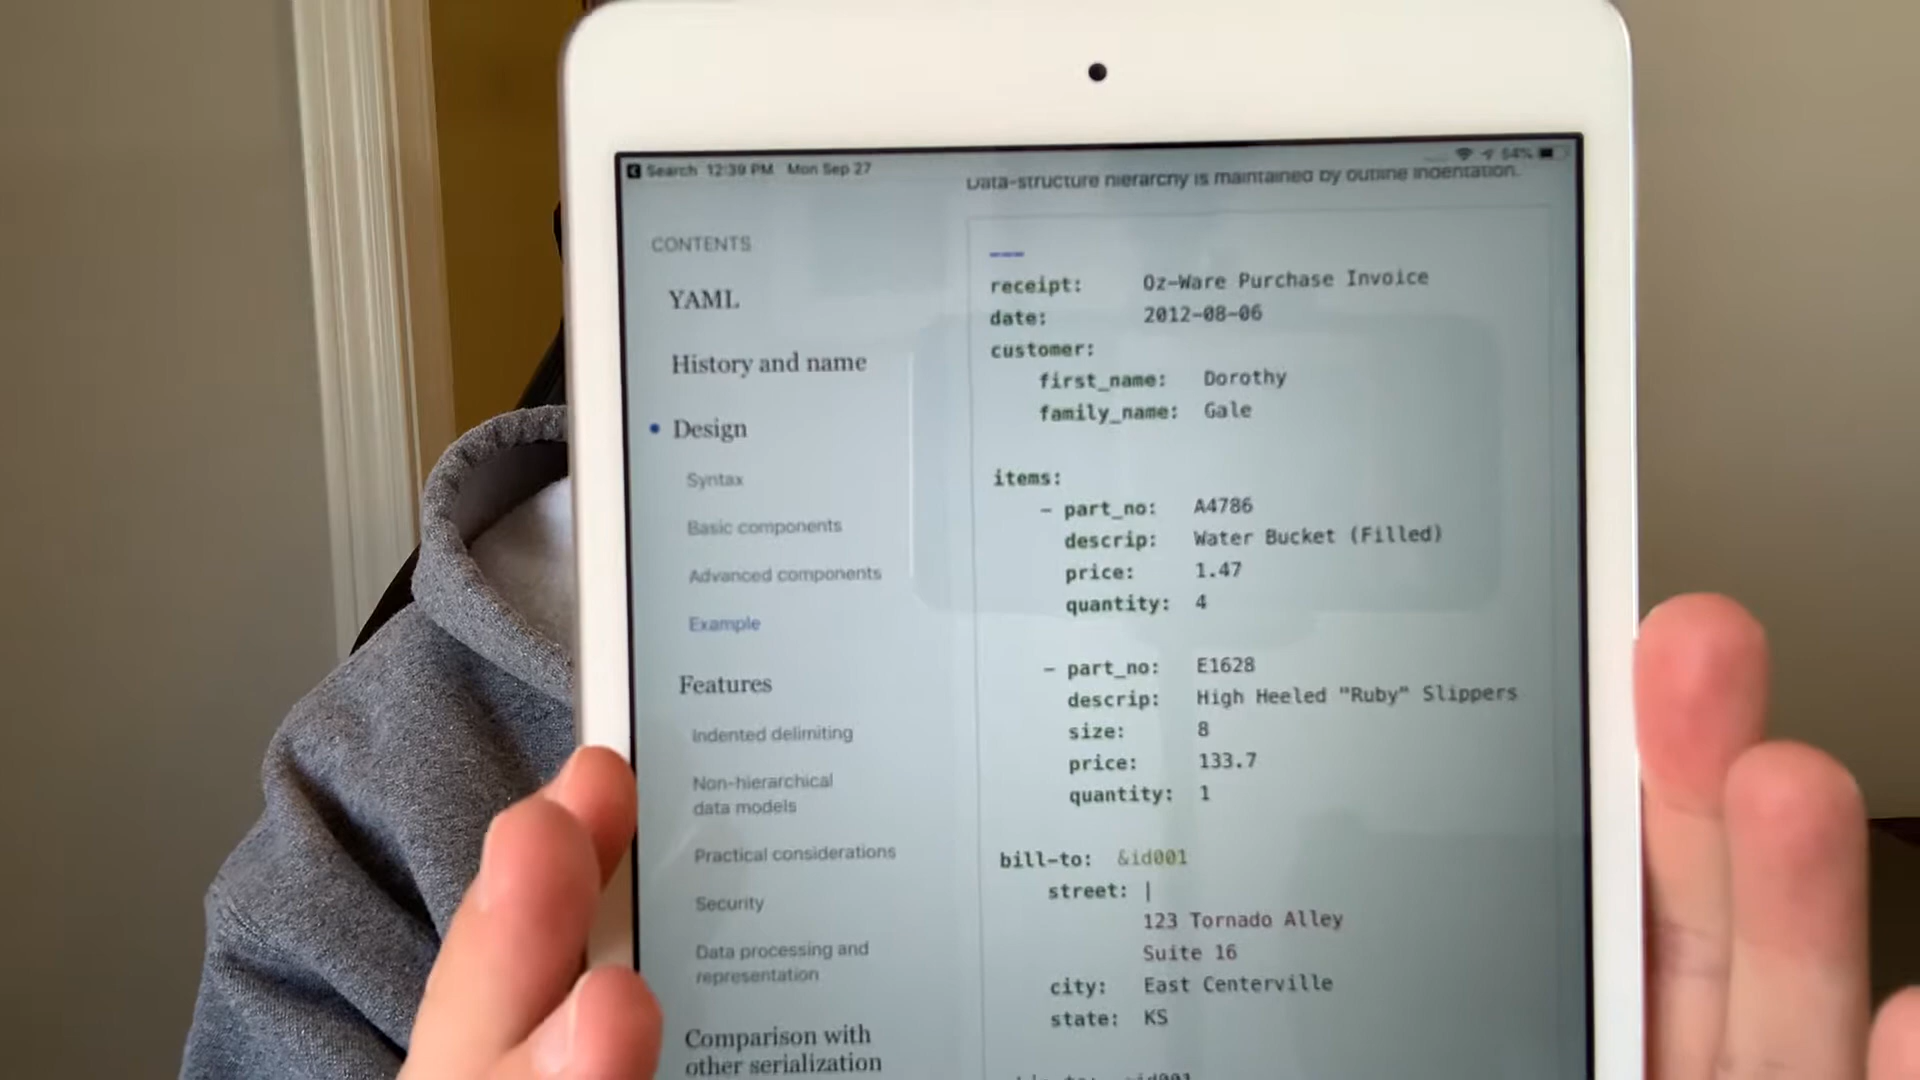 Search 12:39 PM Mon Sep 27
54%
CONTENTS
YAML
History and name
Design
Syntax
Basic components
Advanced components
Example
Features
Indented delimiting
Non-hierarchical
data models
Practical considerations
Security
Data processing and
representation
Comparison with
other serialization
Data-structure hierarchy is maintained by outline indentation.
---
receipt: Oz-Ware Purchase Invoice
date: 2012-08-06
customer:
first_name: Dorothy
family_name: Gale
items:
- part_no: A4786
descrip: Water Bucket (Filled)
price: 1.47
quantity: 4
- part_no: E1628
descrip: High Heeled "Ruby" Slippers
size: 8
price: 133.7
quantity: 1
bill-to: &id001
street: |
123 Tornado Alley
Suite 16
city: East Centerville
state: KS